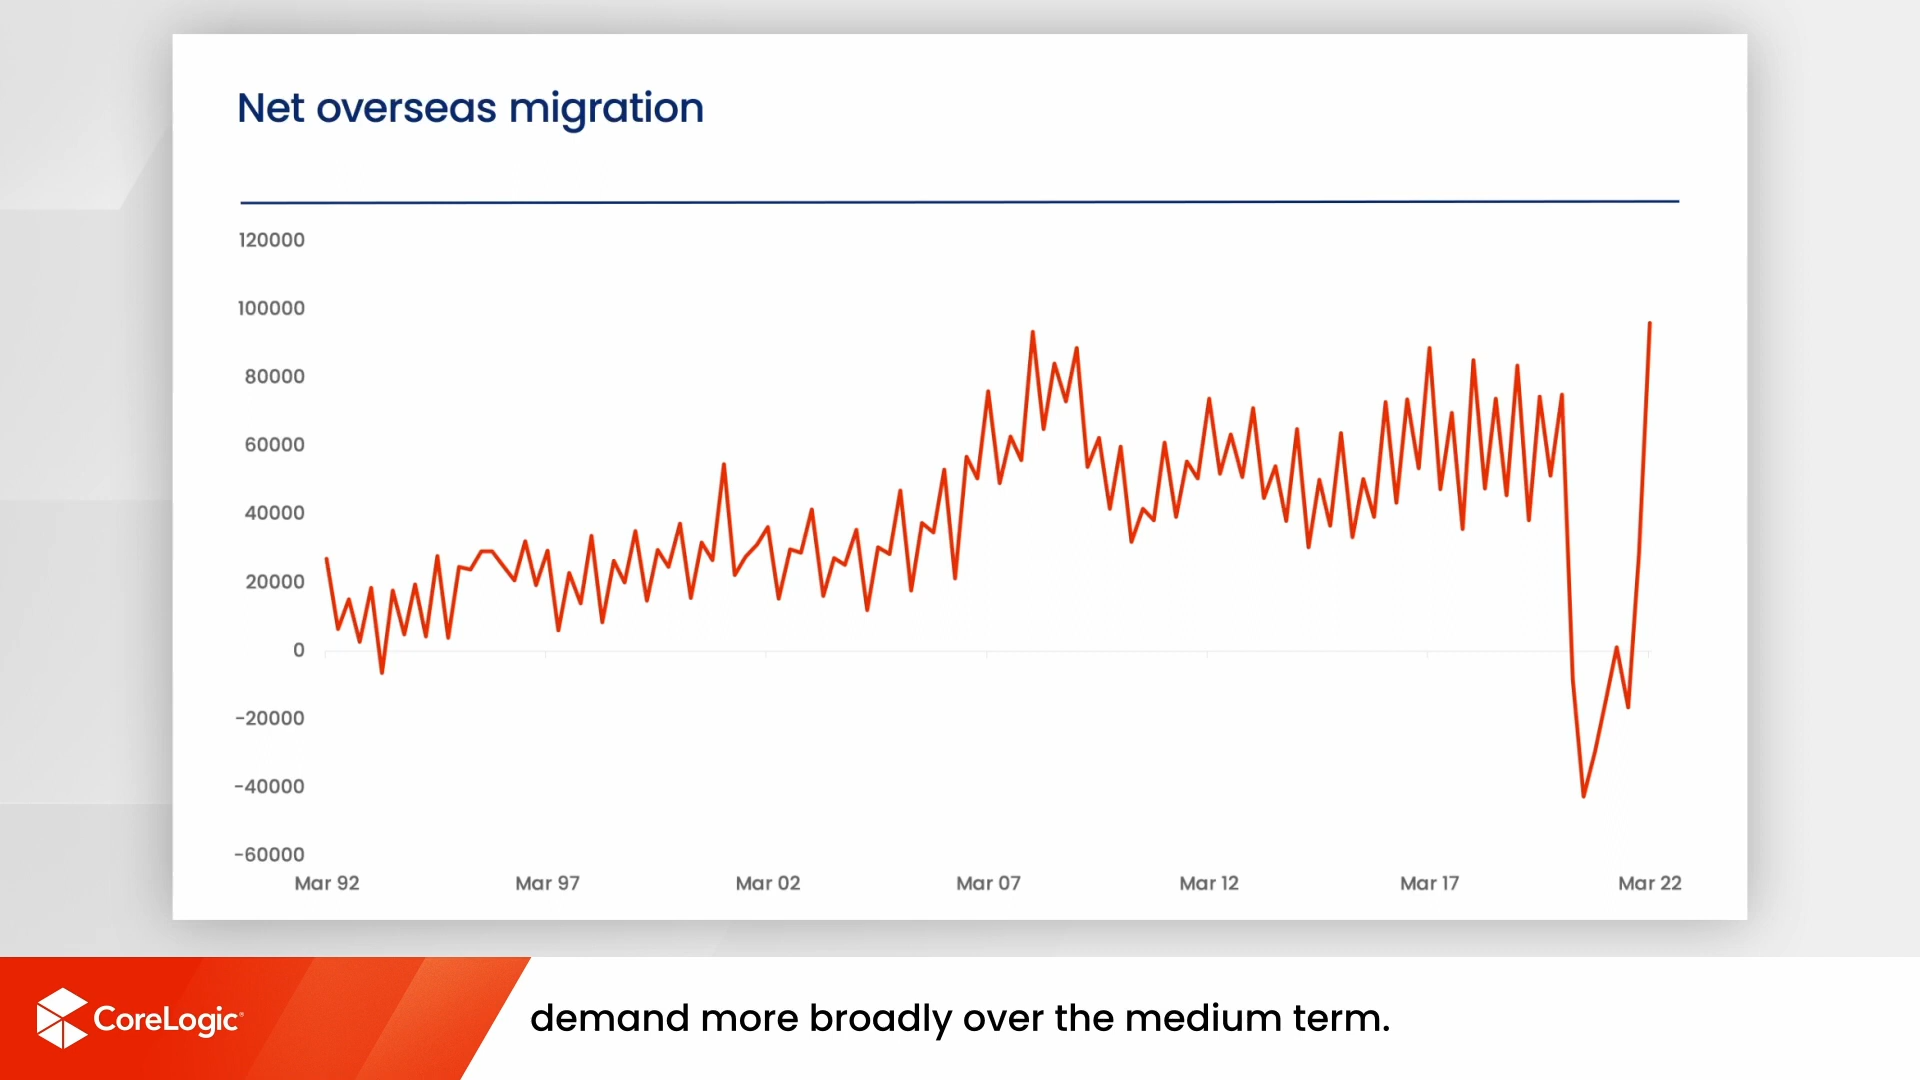 Net overseas migration
120000
100000
80000
60000
40000
20000
0
-20000
-40000
-60000
Mar 92 Mar 97 Mar 02 Mar 07 Mar 12 Mar 17 Mar 22
CoreLogic
demand more broadly over the medium term.